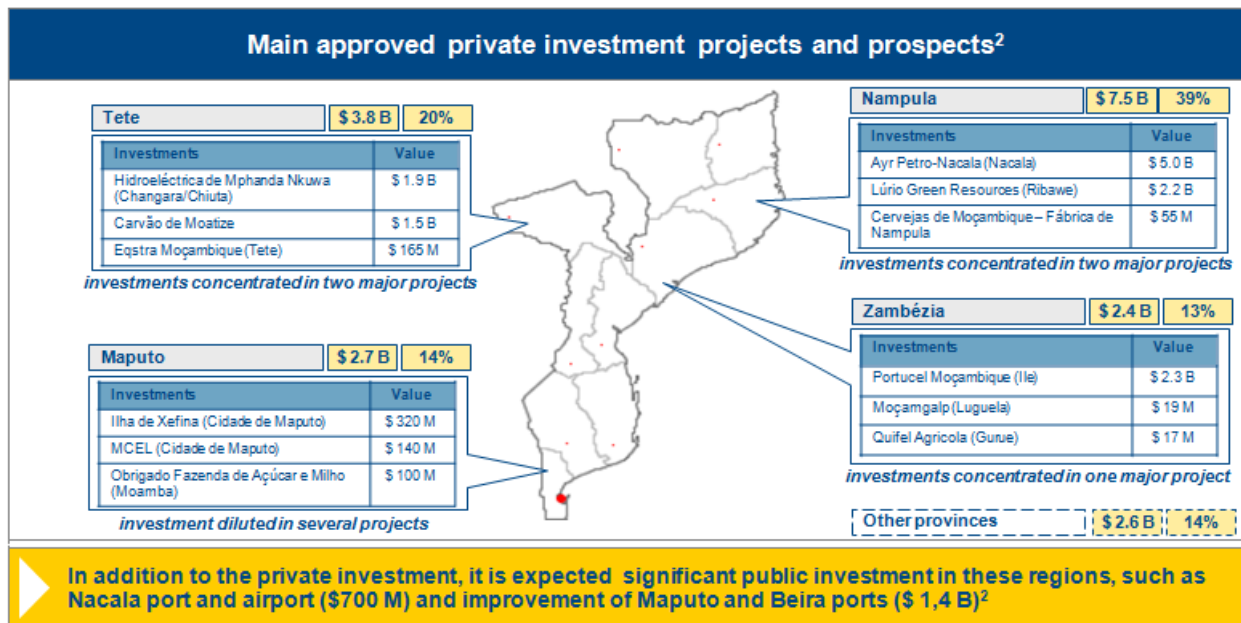 Main approved private investment projects and prospects²
Tete $ 3.8 B 20%
Investments Value
Hidroeléctrica de Mphanda Nkuwa
(Changara/Chiuta) $ 1.9 B
Carvão de Moatize $ 1.5 B
Eqstra Moçambique (Tete) $ 165 M
investments concentrated in two major projects
Maputo $ 2.7 B 14%
Investments Value
Ilha de Xefina (Cidade de Maputo) $ 320 M
MCEL (Cidade de Maputo) $ 140 M
Obrigado Fazenda de Açúcar e Milho
(Moamba) $ 100 M
investment diluted in several projects
Nampula $ 7.5 B 39%
Investments Value
Ayr Petro-Nacala (Nacala) $ 5.0 B
Lúrio Green Resources (Ribawe) $ 2.2 B
Cervejas de Moçambique – Fábrica de
Nampula $ 55 M
investments concentrated in two major projects
Zambézia $ 2.4 B 13%
Investments Value
Portucel Moçambique (Ile) $ 2.3 B
Moçamgalp (Luguela) $ 19 M
Quifel Agricola (Gurue) $ 17 M
investments concentrated in one major project
Other provinces $ 2.6 B 14%
In addition to the private investment, it is expected significant public investment in these regions, such as
Nacala port and airport ($700 M) and improvement of Maputo and Beira ports ($ 1,4 B)²